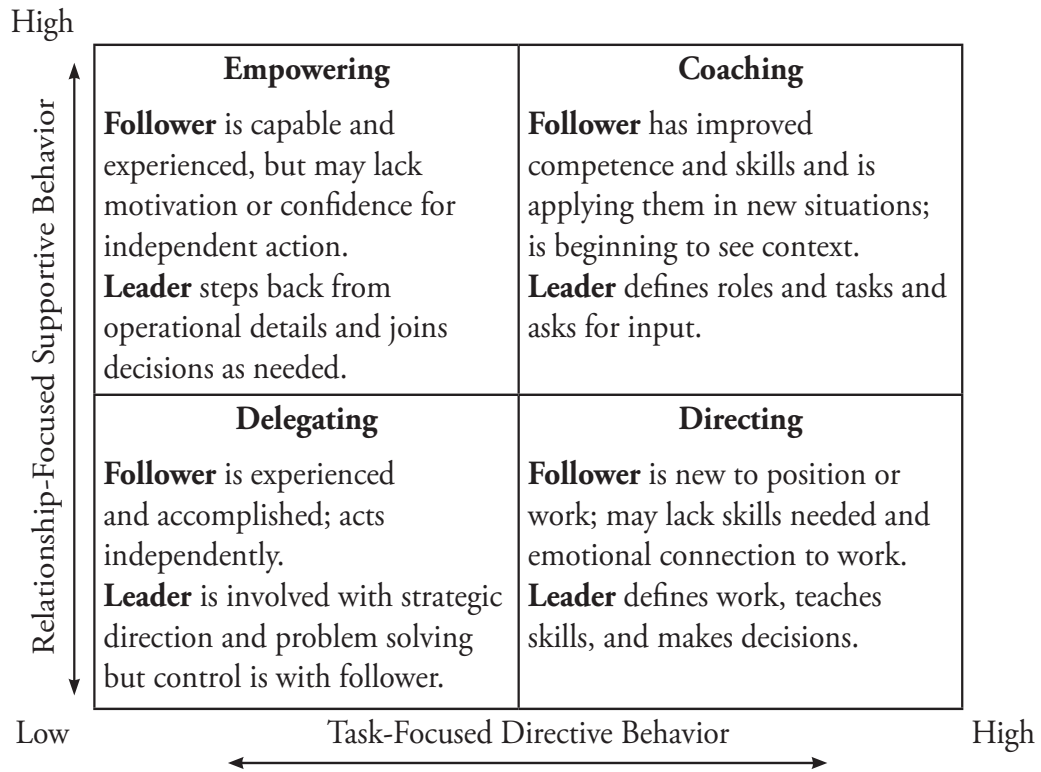 High
Relationship-Focused Supportive Behavior
Empowering
Follower is capable and
experienced, but may lack
motivation or confidence for
independent action.
Leader steps back from
operational details and joins
decisions as needed.
Coaching
Follower has improved
competence and skills and is
applying them in new situations;
is beginning to see context.
Leader defines roles and tasks and
asks for input.
Delegating
Follower is experienced
and accomplished; acts
independently.
Leader is involved with strategic
direction and problem solving
but control is with follower.
Directing
Follower is new to position or
work; may lack skills needed and
emotional connection to work.
Leader defines work, teaches
skills, and makes decisions.
Low
Task-Focused Directive Behavior
High